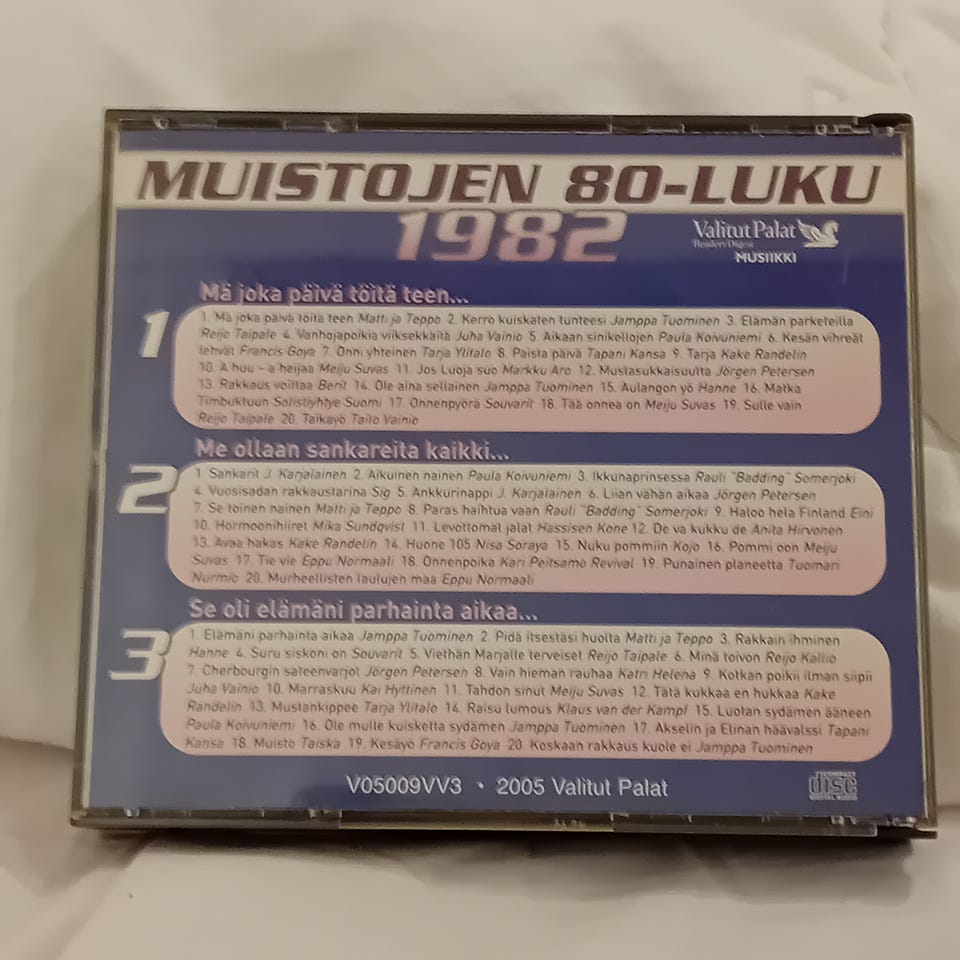 MUISTOJEN 80-LUKU
1982
Valitut Palat
Reader's Digest
MUSIIKKI
Mä joka päivä töitä teen...
1
1. Mä joka päivä töitä teen Matti ja Teppo 2. Kerro kuiskaten tunteesi Jamppa Tuominen 3. Elämän parketeilla
Reijo Taipale 4. Vanhojapoikia viiksekkäitä Juha Vainio 5. Aikaan sinikellojen Paula Koivuniemi 6. Kesän vihreät
lehvät Francis Goya 7. Onni yhteinen Tarja Ylitalo 8. Paista päivä Tapani Kansa 9. Tarja Kake Randelin
10. A'huu - a'heijaa Meiju Suvas 11. Jos Luoja suo Markku Aro 12. Mustasukkaisuutta Jörgen Petersen
13. Rakkaus voittaa Berit 14. Ole aina sellainen Jamppa Tuominen 15. Aulangon yö Hanne 16. Matka
Timbuktuun Solistiyhtye Suomi 17. Onnenpyörä Souvarit 18. Tää onnea on Meiju Suvas 19. Sulle vain
Reijo Taipale 20. Taikayö Taito Vainio
Me ollaan sankareita kaikki...
2
1. Sankarit J. Karjalainen 2. Aikuinen nainen Paula Koivuniemi 3. Ikkunaprinsessa Rauli "Badding" Somerjoki
4. Vuosisadan rakkaustarina Sig 5. Ankkurinappi J. Karjalainen 6. Liian vähän aikaa Jörgen Petersen
7. Se toinen nainen Matti ja Teppo 8. Paras haihtua vaan Rauli "Badding" Somerjoki 9. Haloo hela Finland Eini
10. Hormoonihiiret Mika Sundqvist 11. Levottomat jalat Hassisen Kone 12. De va kukku de Anita Hirvonen
13. Avaa hakas Kake Randelin 14. Huone 105 Nisa Soraya 15. Nuku pommiin Kojo 16. Pommi oon Meiju
Suvas 17. Tie vie Eppu Normaali 18. Onnenpoika Kari Peitsamo Revival 19. Punainen planeetta Tuomari
Nurmio 20. Murheellisten laulujen maa Eppu Normaali
Se oli elämäni parhainta aikaa...
3
1. Elämäni parhainta aikaa Jamppa Tuominen 2. Pidä itsestäsi huolta Matti ja Teppo 3. Rakkain ihminen
Hanne 4. Suru siskoni on Souvarit 5. Viethän Marjalle terveiset Reijo Taipale 6. Minä toivon Reijo Kallio
7. Cherbourgin sateenvarjot Jörgen Petersen 8. Vain hieman rauhaa Katri Helena 9. Kotkan poikii ilman siipii
Juha Vainio 10. Marraskuu Kai Hyttinen 11. Tahdon sinut Meiju Suvas 12. Tätä kukkaa en hukkaa Kake
Randelin 13. Mustankippee Tarja Ylitalo 14. Raisu lumous Klaus van der Kampf 15. Luotan sydämen ääneen
Paula Koivuniemi 16. Ole mulle kuisketta sydämen Jamppa Tuominen 17. Akselin ja Elinan häävalssi Tapani
Kansa 18. Muisto Taiska 19. Kesäyö Francis Goya 20. Koskaan rakkaus kuole ei Jamppa Tuominen
V05009VV3 • 2005 Valitut Palat
COMPACT
disc
DIGITAL AUDIO